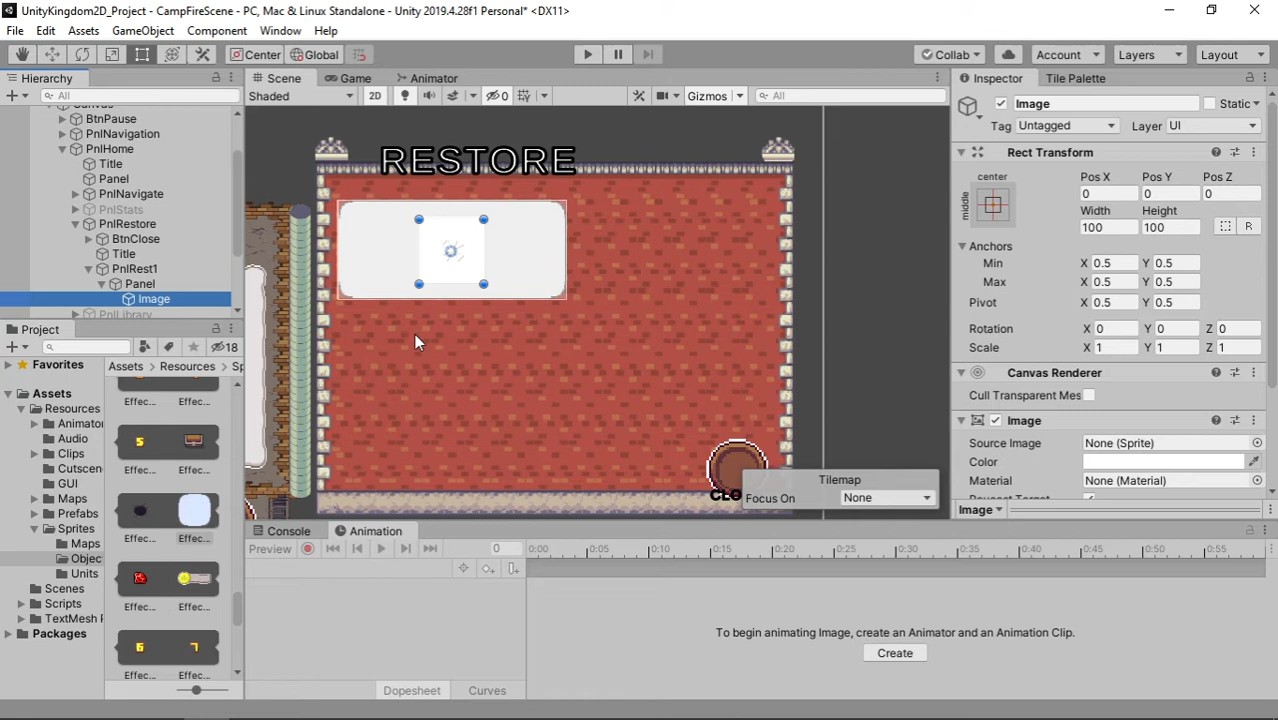 UnityKingdom2D_Project - CampFireScene - PC, Mac & Linux Standalone - Unity 2019.4.28f1 Personal* <DX11>
File Edit Assets GameObject Component Window Help
Center Global Collab Account Layers Layout
Hierarchy Scene Game Animator Inspector Tile Palette
All Shaded 2D 0 Gizmos All
Image Static
Tag Untagged Layer UI
Canvas
BtnPause
PnlNavigation
PnlHome
Title
Panel
PnlNavigate
PnlStats
PnlRestore
BtnClose
Title
PnlRest1
Panel
Image
PnlLibrary
RESTORE
CLO
Tilemap
Focus On None
Rect Transform
center
middle
Pos X Pos Y Pos Z
0 0 0
Width Height
100 100
R
Anchors
Min X 0.5 Y 0.5
Max X 0.5 Y 0.5
Pivot X 0.5 Y 0.5
Rotation X 0 Y 0 Z 0
Scale X 1 Y 1 Z 1
Canvas Renderer
Cull Transparent Mes
Image
Source Image None (Sprite)
Color
Material None (Material)
Image
Project
18
Favorites
Assets
Resources
Animator
Audio
Clips
Cutscen
GUI
Maps
Prefabs
Sprites
Maps
Objec
Units
Scenes
Scripts
TextMesh P
Packages
Assets Resources Sp
Effec... Effec...
5
Effec... Effec...
Effec... Effec...
Effec... Effec...
6 7
Effec... Effec...
Console Animation
Preview 0 0:00 0:05 0:10 0:15 0:20 0:25 0:30 0:35 0:40 0:45 0:50 0:55
To begin animating Image, create an Animator and an Animation Clip.
Create
Dopesheet Curves